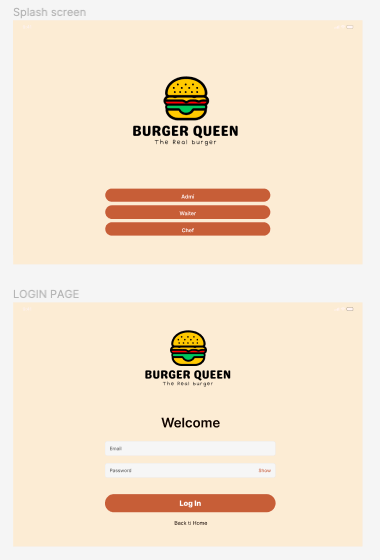 Splash screen
BURGER QUEEN
The Real burger
Admi
Waiter
Chef
LOGIN PAGE
BURGER QUEEN
The Real burger
Welcome
Email
Password Show
Log In
Back ti Home